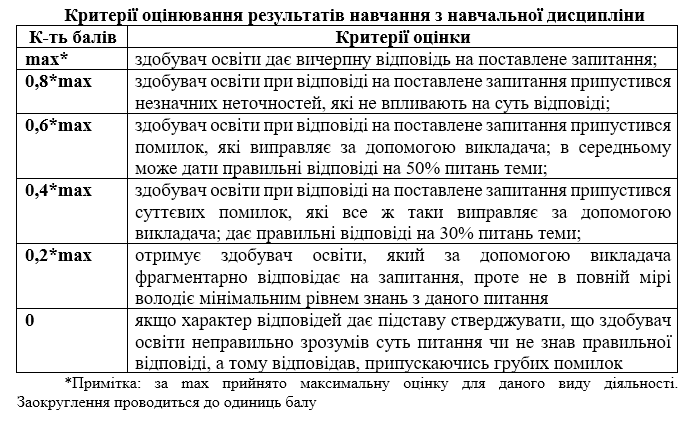 Критерії оцінювання результатів навчання з навчальної дисципліни
К-ть балів Критерії оцінки
max* здобувач освіти дає вичерпну відповідь на поставлене запитання;
0,8*max здобувач освіти при відповіді на поставлене запитання припустився
незначних неточностей, які не впливають на суть відповіді;
0,6*max здобувач освіти при відповіді на поставлене запитання припустився
помилок, які виправляє за допомогою викладача; в середньому
може дати правильні відповіді на 50% питань теми;
0,4*max здобувач освіти при відповіді на поставлене запитання припустився
суттєвих помилок, які все ж таки виправляє за допомогою
викладача; дає правильні відповіді на 30% питань теми;
0,2*max отримує здобувач освіти, який за допомогою викладача
фрагментарно відповідає на запитання, проте не в повній мірі
володіє мінімальним рівнем знань з даного питання
0 якщо характер відповідей дає підставу стверджувати, що здобувач
освіти неправильно зрозумів суть питання чи не знав правильної
відповіді, а тому відповідав, припускаючись грубих помилок
*Примітка: за max прийнято максимальну оцінку для даного виду діяльності.
Заокруглення проводиться до одиниць балу